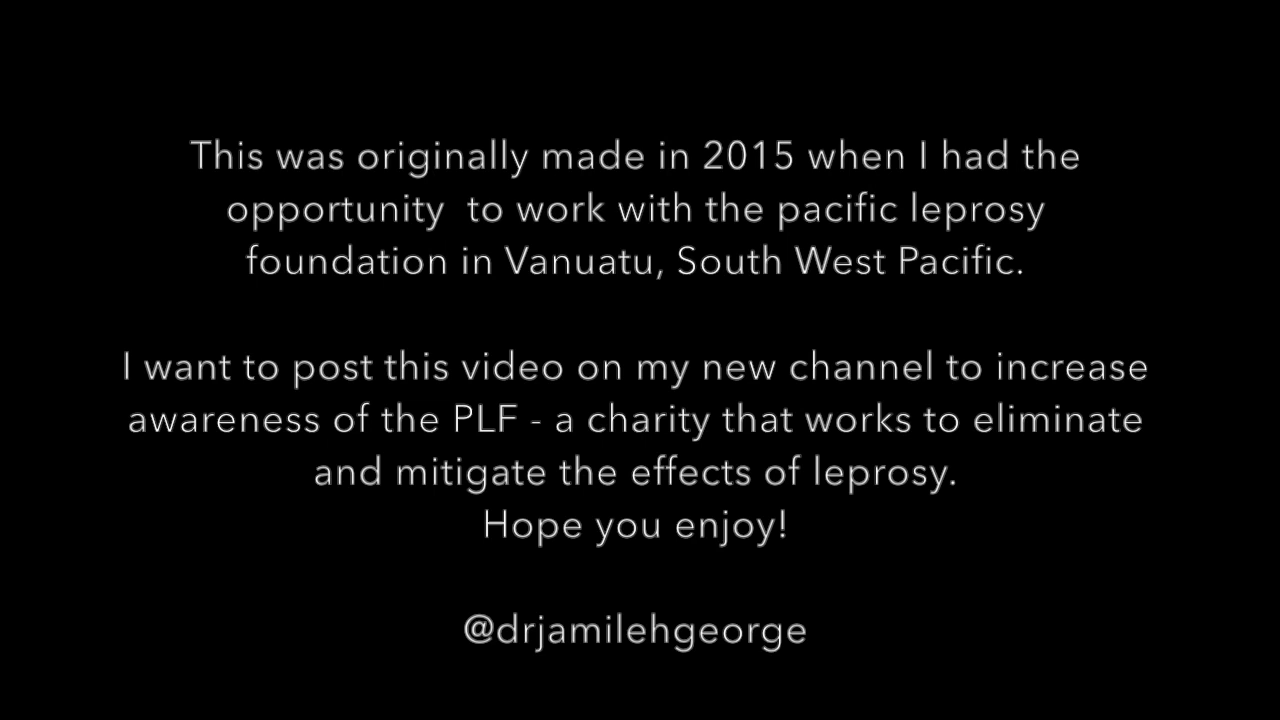 This was originally made in 2015 when I had the
opportunity  to work with the pacific leprosy
foundation in Vanuatu, South West Pacific.
I want to post this video on my new channel to increase
awareness of the PLF - a charity that works to eliminate
and mitigate the effects of leprosy.
Hope you enjoy!
@drjamilehgeorge